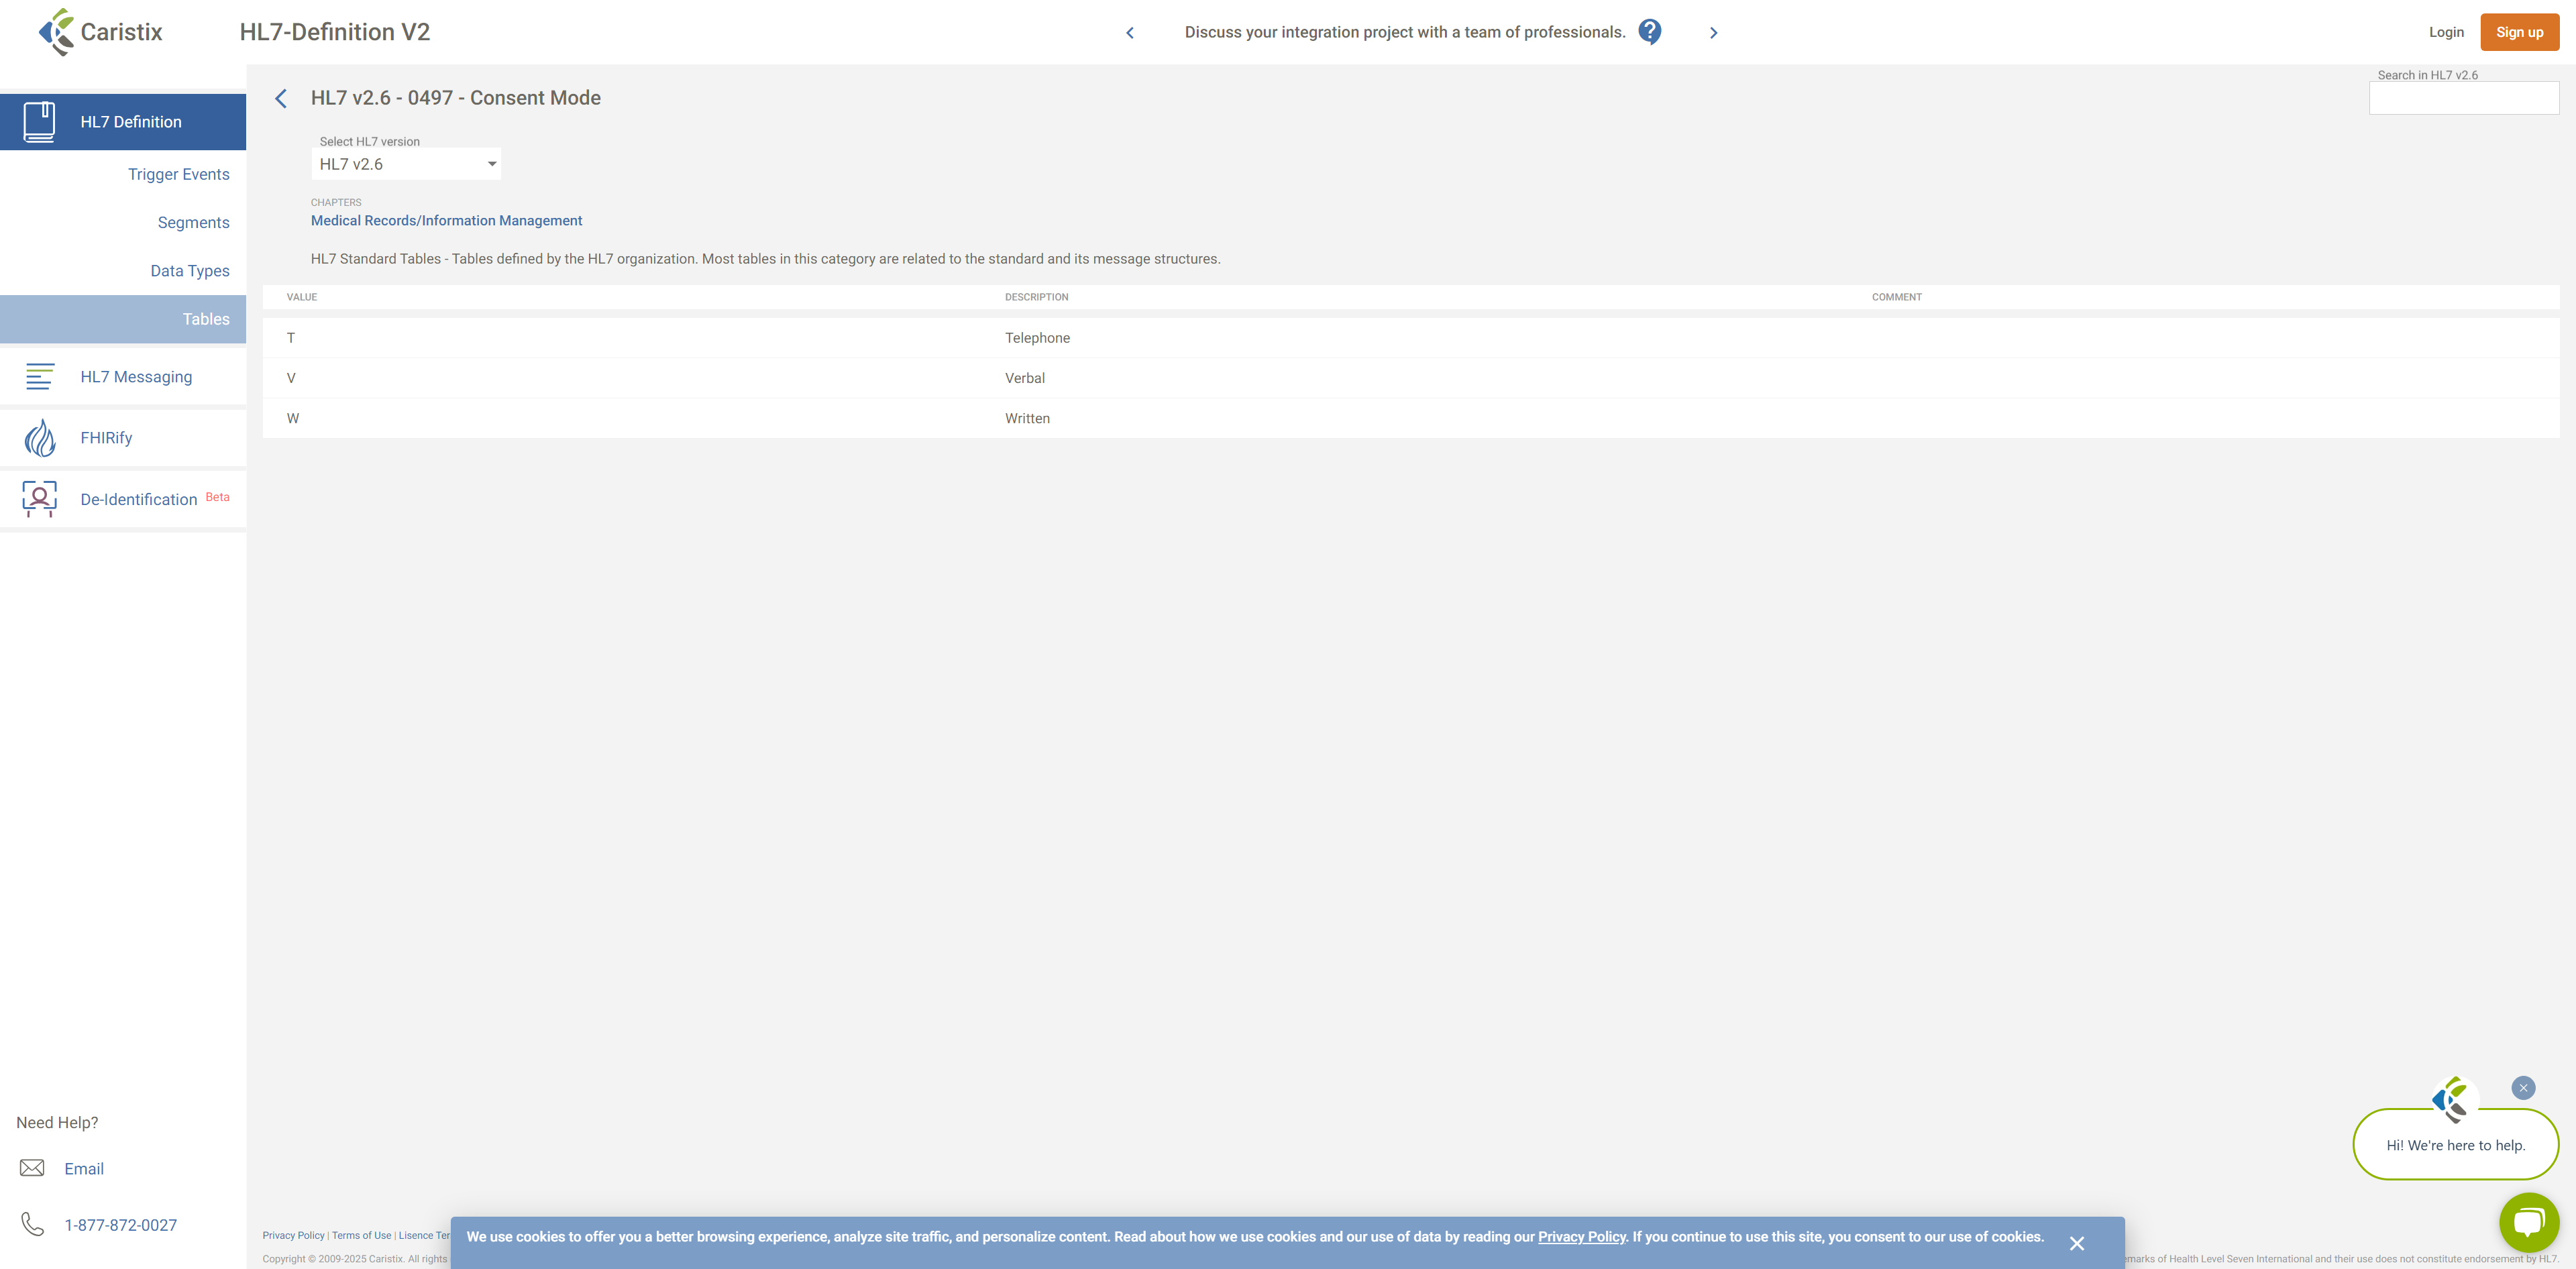 Caristix
HL7-Definition V2
Discuss your integration project with a team of professionals.
Login
Sign up
HL7 Definition
Trigger Events
Segments
Data Types
Tables
HL7 Messaging
FHIRify
De-Identification Beta
HL7 v2.6 - 0497 - Consent Mode
Search in HL7 v2.6
Select HL7 version
HL7 v2.6
CHAPTERS
Medical Records/Information Management
HL7 Standard Tables - Tables defined by the HL7 organization. Most tables in this category are related to the standard and its message structures.
VALUE DESCRIPTION COMMENT
T Telephone
V Verbal
W Written
Need Help?
Email
1-877-872-0027
Hi! We're here to help.
Privacy Policy | Terms of Use | Lisence Ter
We use cookies to offer you a better browsing experience, analyze site traffic, and personalize content. Read about how we use cookies and our use of data by reading our Privacy Policy. If you continue to use this site, you consent to our use of cookies.
Copyright © 2009-2025 Caristix. All rights
emarks of Health Level Seven International and their use does not constitute endorsement by HL7.